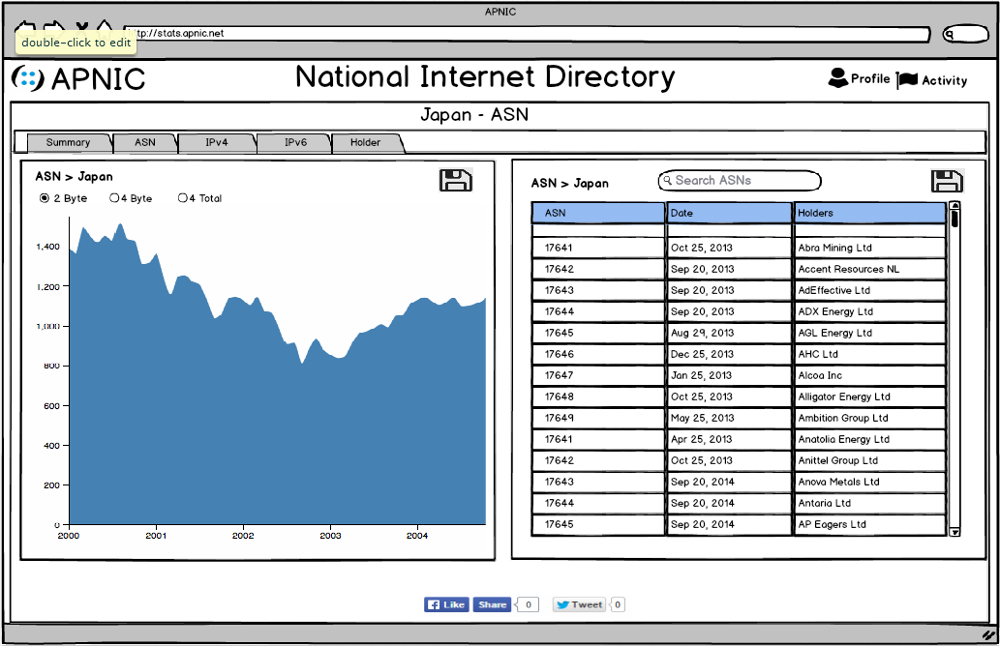 APNIC
http://stats.apnic.net
double-click to edit
APNIC
National Internet Directory
Profile
Activity
Japan - ASN
Summary
ASN
IPv4
IPv6
Holder
ASN > Japan
2 Byte
4 Byte
4 Total
1,400
1,200
1,000
800
600
400
200
0
2000
2001
2002
2003
2004
ASN > Japan
Search ASNs
ASN Date Holders
17641 Oct 25, 2013 Abra Mining Ltd
17642 Sep 20, 2013 Accent Resources NL
17643 Sep 20, 2013 AdEffective Ltd
17644 Sep 20, 2013 ADX Energy Ltd
17645 Aug 29, 2013 AGL Energy Ltd
17646 Dec 25, 2013 AHC Ltd
17647 Jan 25, 2013 Alcoa Inc
17648 Oct 25, 2013 Alligator Energy Ltd
17649 May 25, 2013 Ambition Group Ltd
17641 Apr 25, 2013 Anatolia Energy Ltd
17642 Oct 25, 2013 Anittel Group Ltd
17643 Sep 20, 2014 Anova Metals Ltd
17644 Sep 20, 2014 Antaria Ltd
17645 Sep 20, 2014 AP Eagers Ltd
Like
Share
0
Tweet
0